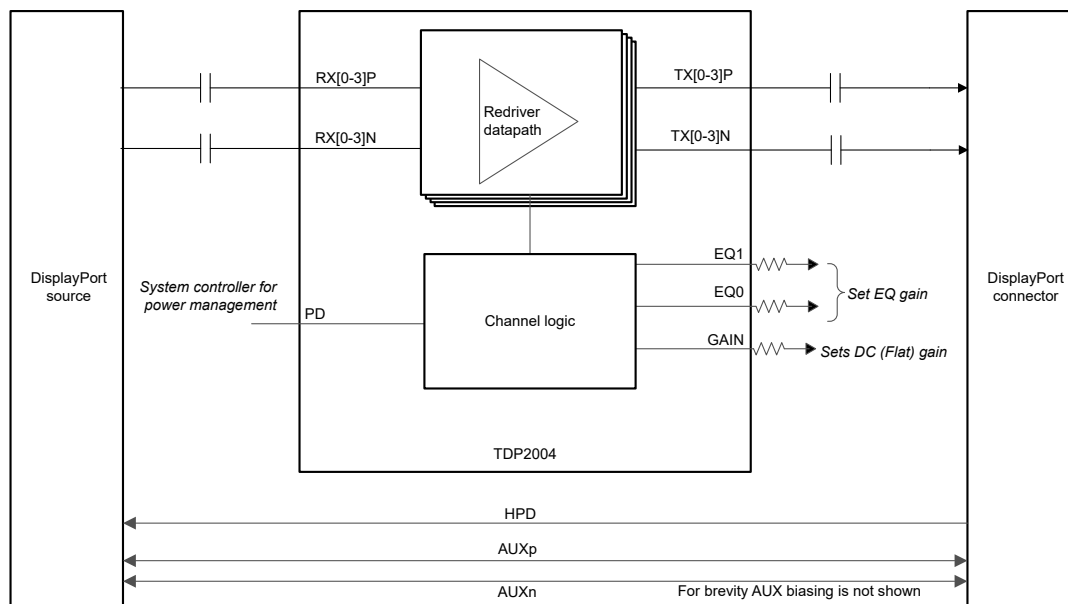 RX[0-3]P
TX[0-3]P
Redriver
datapath
RX[0-3]N
TX[0-3]N
DisplayPort
source
System controller for
power management
PD
Channel logic
EQ1
EQ0
GAIN
Set EQ gain
Sets DC (Flat) gain
DisplayPort
connector
TDP2004
HPD
AUXp
AUXn
For brevity AUX biasing is not shown